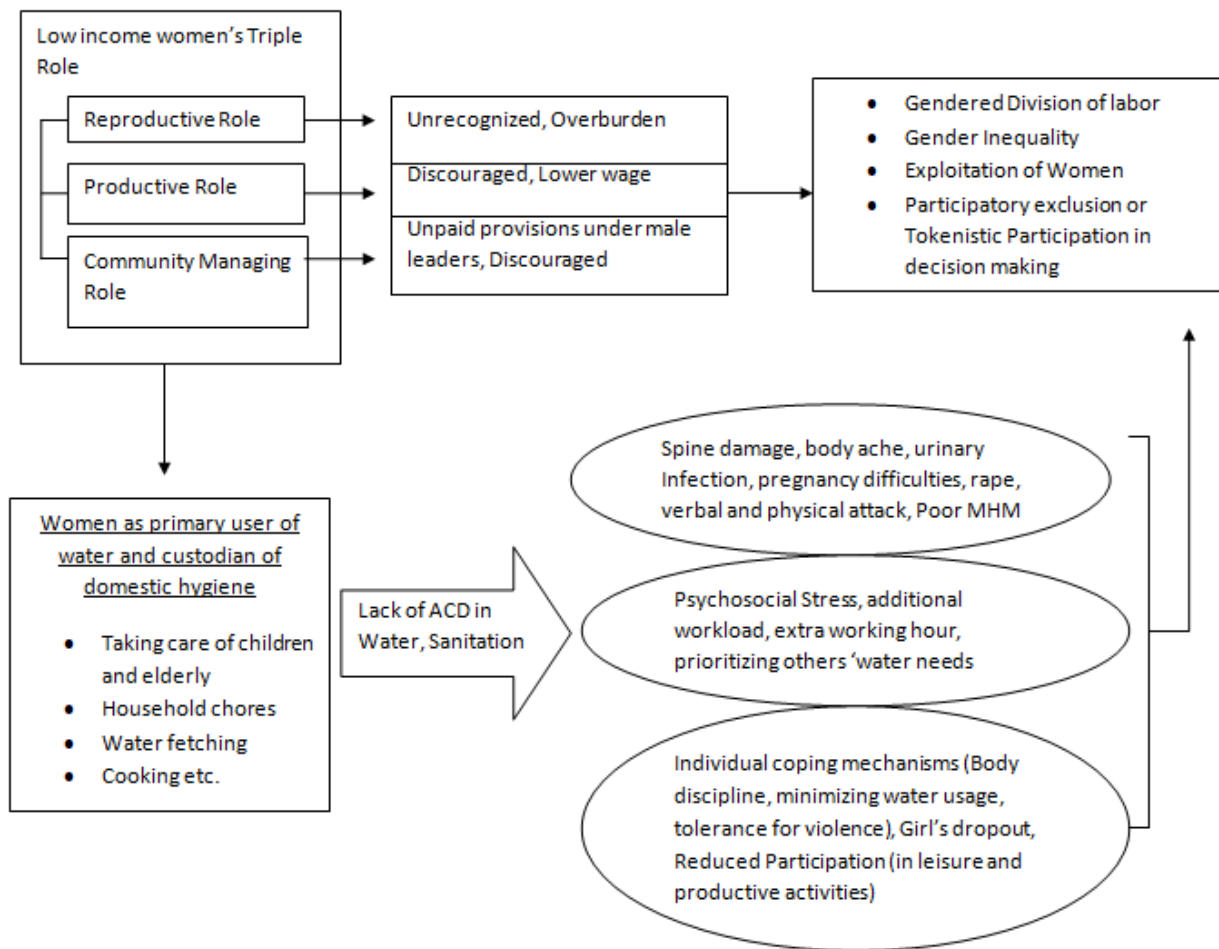 Low income women's Triple
Role
Reproductive Role
Productive Role
Community Managing
Role
Unrecognized, Overburden
Discouraged, Lower wage
Unpaid provisions under male
leaders, Discouraged
• Gendered Division of labor
• Gender Inequality
• Exploitation of Women
• Participatory exclusion or
Tokenistic Participation in
decision making
Women as primary user of
water and custodian of
domestic hygiene
• Taking care of children
and elderly
• Household chores
• Water fetching
• Cooking etc.
Lack of ACD in
Water, Sanitation
Spine damage, body ache, urinary
Infection, pregnancy difficulties, rape,
verbal and physical attack, Poor MHM
Psychosocial Stress, additional
workload, extra working hour,
prioritizing others 'water needs
Individual coping mechanisms (Body
discipline, minimizing water usage,
tolerance for violence), Girl's dropout,
Reduced Participation (in leisure and
productive activities)